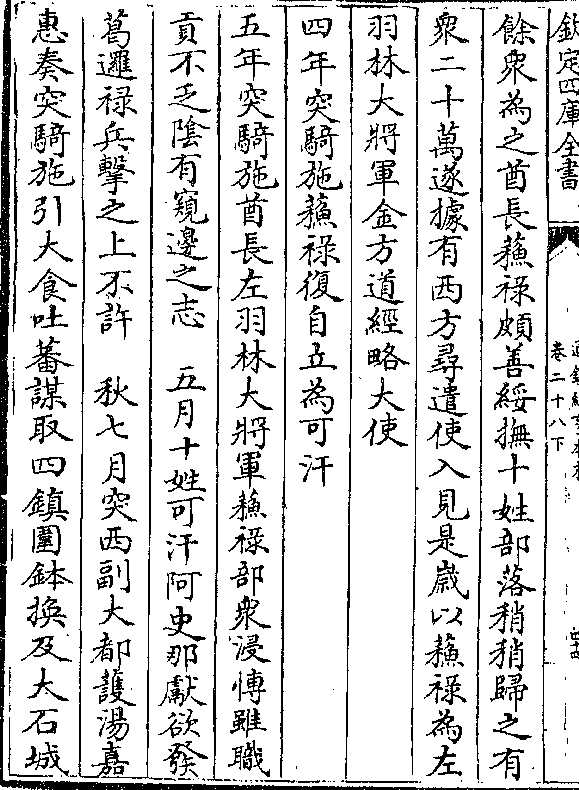 欽定四庫全書
卷二十八下
餘衆為之酋長蘇祿頗善綏撫十姓部落稍稍歸之有
衆二十萬遂據有西方尋遣使入見是歳以蘇祿為左
羽林大將軍金方道經略大使
四年突騎施蘇祿復自立為可汗
五年突騎施酋長左羽林大將軍蘇祿部衆浸慱雖職
貢不乏陰有窺邊之志　五月十姓可汗阿史那獻欲發
葛邏祿兵擊之上不許　秋七月突西副大都護湯嘉
惠奏突騎施引大食吐蕃謀取四鎮圍鉢換及大石城